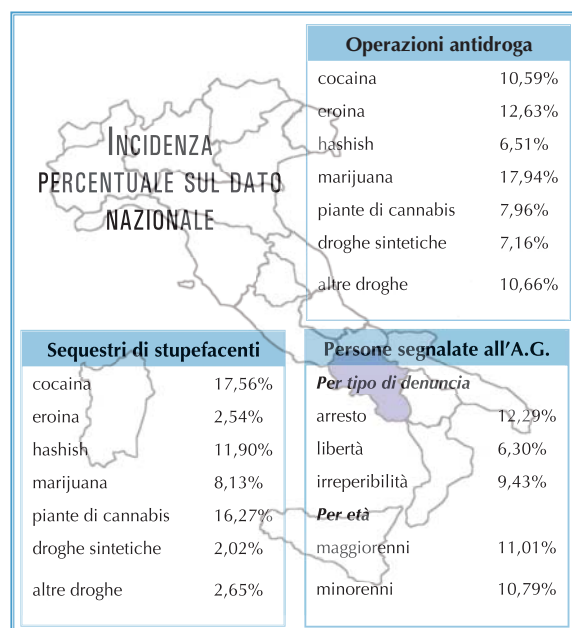 INCIDENZA
PERCENTUALE SUL DATO
NAZIONALE
Operazioni antidroga
cocaina 10,59%
eroina 12,63%
hashish 6,51%
marijuana 17,94%
piante di cannabis 7,96%
droghe sintetiche 7,16%
altre droghe 10,66%
Sequestri di stupefacenti
cocaina 17,56%
eroina 2,54%
hashish 11,90%
marijuana 8,13%
piante di cannabis 16,27%
droghe sintetiche 2,02%
altre droghe 2,65%
Persone segnalate all'A.G.
Per tipo di denuncia
arresto 12,29%
libertà 6,30%
irreperibilità 9,43%
Per età
maggiorenni 11,01%
minorenni 10,79%